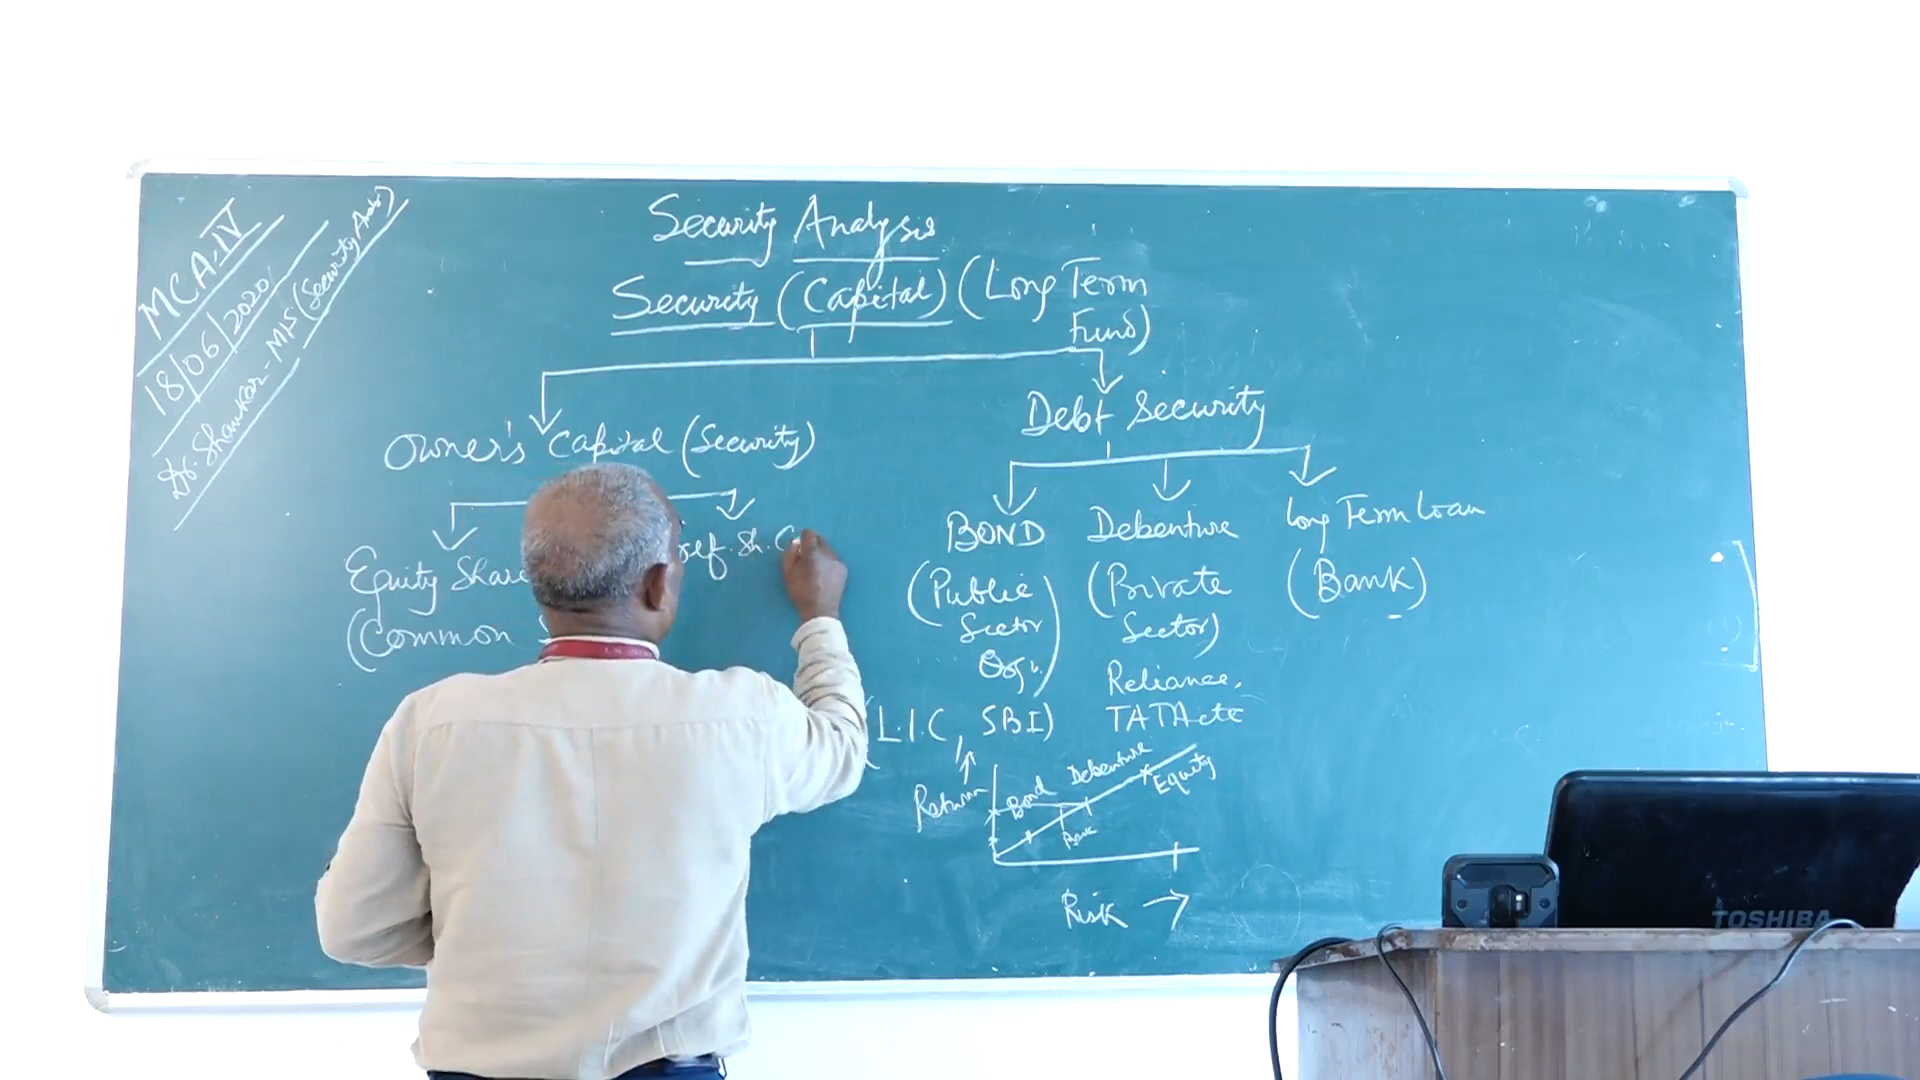 MCA.IV
18/06/2020
Dr. Shankar - MIS (Security
Security Analysis
Security (Capital) (Long Term
Fund)
Owner's Capital (Security)
Debt Security
Equity Share
ref. Sh. C
(Common
BOND
(Public
Sector
Org.)
(L.I.C, SBI)
Debenture
(Private
Sector)
Reliance,
TATA etc
Long Term Loan
(Bank)
Return
Bond
Debenture
Equity
Bank
Risk
TOSHIBA